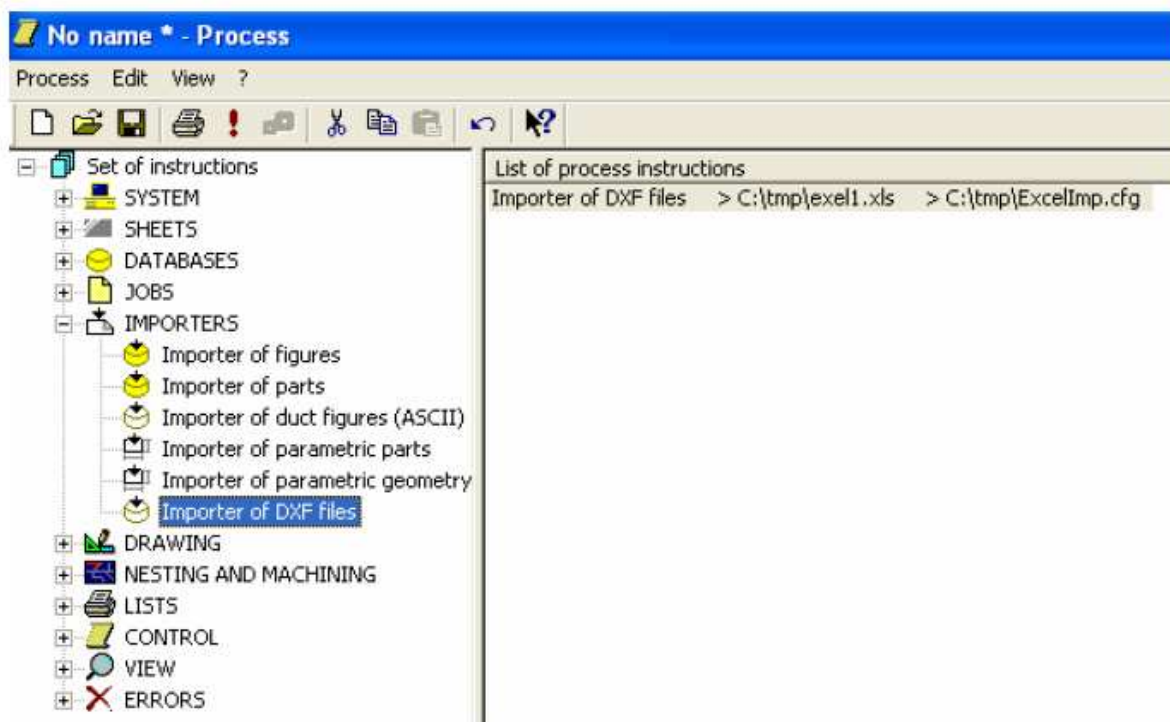 No name * - Process
Process Edit View ?
Set of instructions
SYSTEM
SHEETS
DATABASES
JOBS
IMPORTERS
Importer of figures
Importer of parts
Importer of duct figures (ASCII)
Importer of parametric parts
Importer of parametric geometry
Importer of DXF files
DRAWING
NESTING AND MACHINING
LISTS
CONTROL
VIEW
ERRORS
List of process instructions
Importer of DXF files > C:\tmp\exel1.xls > C:\tmp\ExcelImp.cfg